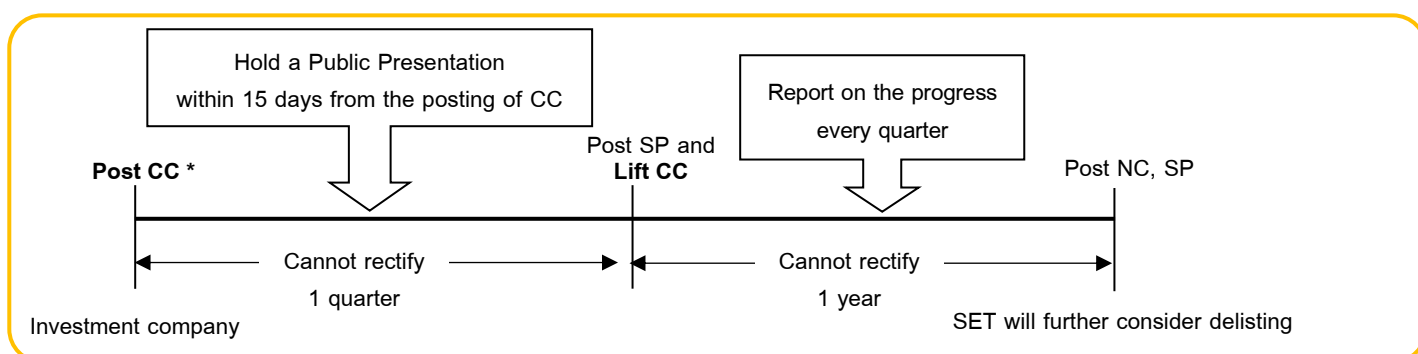 Hold a Public Presentation
within 15 days from the posting of CC
Report on the progress
every quarter
Post CC *
Post SP and
Lift CC
Post NC, SP
Cannot rectify
1 quarter
Cannot rectify
1 year
Investment company
SET will further consider delisting